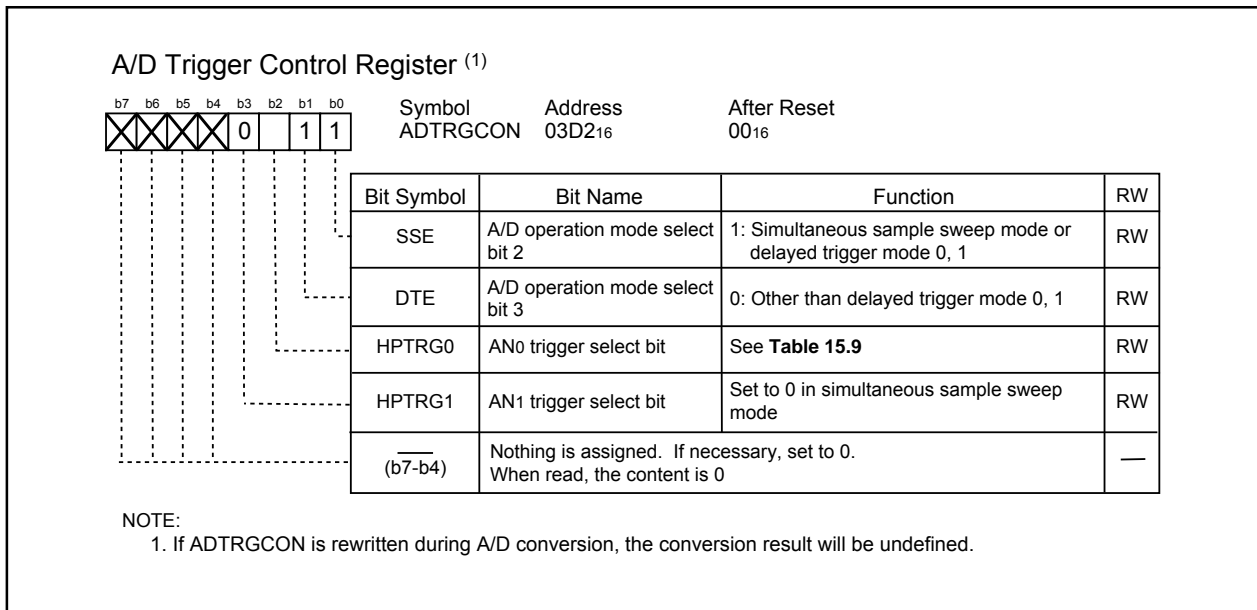 A/D Trigger Control Register (1)
b7 b6 b5 b4 b3 b2 b1 b0
0 1 1
Symbol Address After Reset
ADTRGCON 03D216 0016
Bit Symbol Bit Name Function RW
SSE A/D operation mode select bit 2 1: Simultaneous sample sweep mode or delayed trigger mode 0, 1 RW
DTE A/D operation mode select bit 3 0: Other than delayed trigger mode 0, 1 RW
HPTRG0 AN0 trigger select bit See Table 15.9 RW
HPTRG1 AN1 trigger select bit Set to 0 in simultaneous sample sweep mode RW
(b7-b4) Nothing is assigned. If necessary, set to 0. When read, the content is 0 —
NOTE:
1. If ADTRGCON is rewritten during A/D conversion, the conversion result will be undefined.